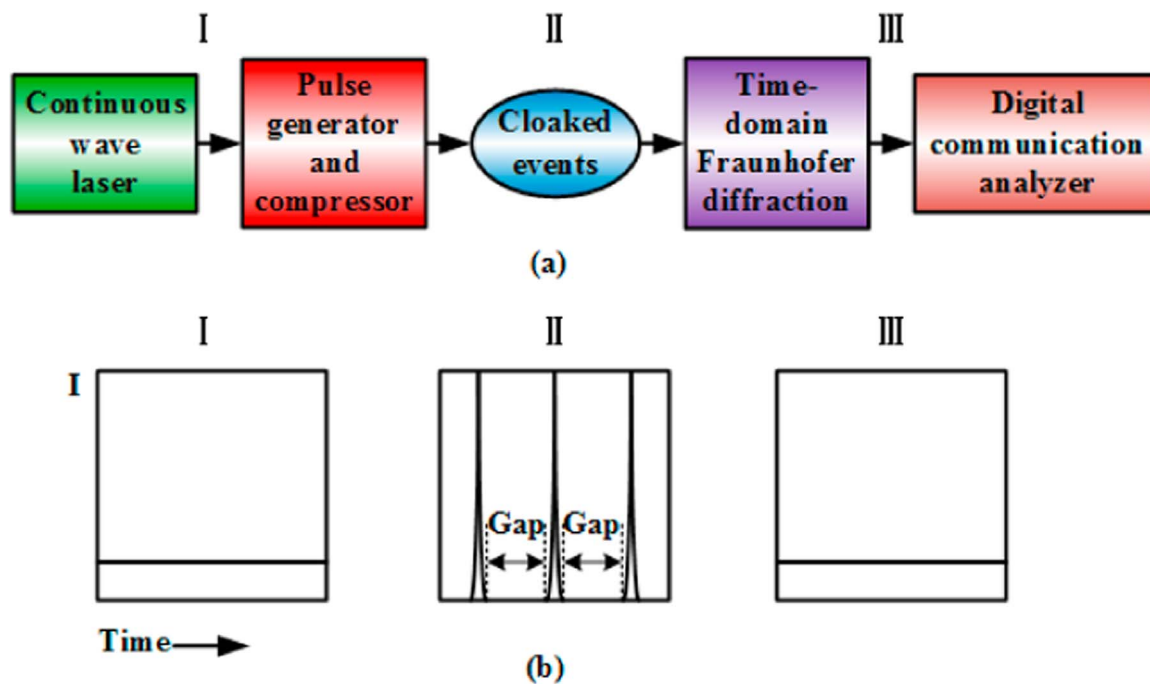 Ⅰ
Ⅱ
Ⅲ
Continuous
wave
laser
Pulse
generator
and
compressor
Cloaked
events
Time-
domain
Fraunhofer
diffraction
Digital
communication
analyzer
(a)
Ⅰ
Ⅱ
Ⅲ
I
Gap
Gap
Time
(b)